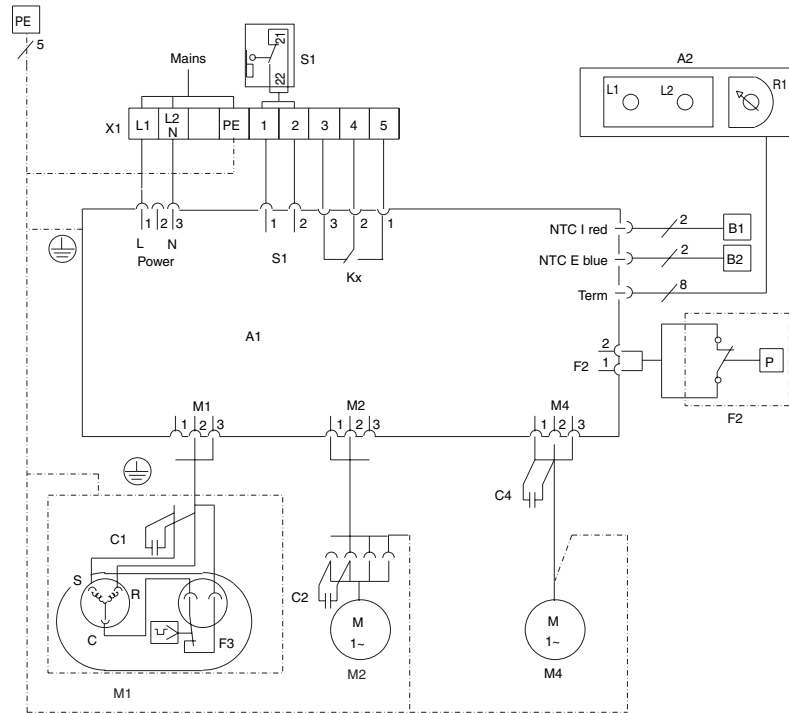 PE
5
Mains
21
22
S1
A2
L1
L2
R1
X1
L1
L2
N
PE
1
2
3
4
5
1
2
3
1
2
3
2
1
L
N
Power
S1
Kx
NTC I red
2
B1
NTC E blue
2
B2
Term
8
A1
2
1
F2
P
F2
M1
M2
M4
1
2
3
1
2
3
1
2
3
C1
C4
S
R
C
F3
C2
M
1~
M
1~
M1
M2
M4